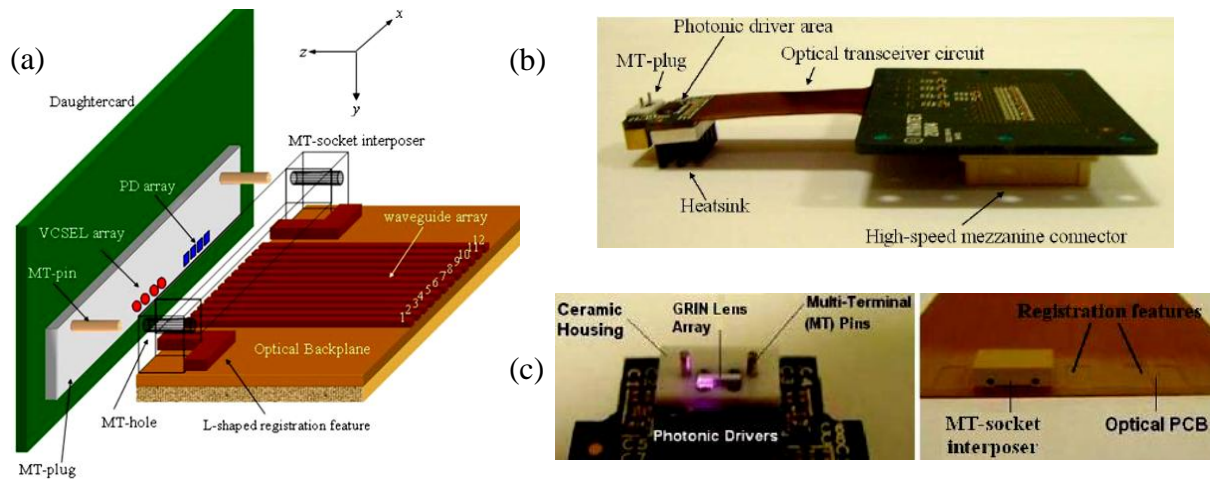 (a)
x
z
y
Daughtercard
MT-socket interposer
PD array
VCSEL array
MT-pin
waveguide array
1 2 3 4 5 6 7 8 9 10 11 12
Optical Backplane
MT-hole
L-shaped registration feature
MT-plug
(b)
Photonic driver area
MT-plug
Optical transceiver circuit
Heatsink
High-speed mezzanine connector
(c)
Ceramic
Housing
GRIN Lens
Array
Multi-Terminal
(MT) Pins
Photonic Drivers
Registration features
MT-socket
interposer
Optical PCB